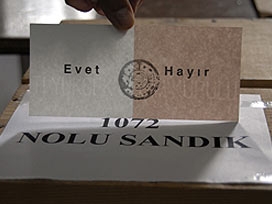 Evet Hayır
1072
NOLU SANDIK